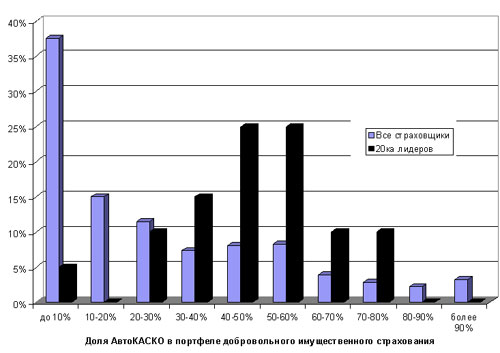 40%
35%
30%
25%
20%
15%
10%
5%
0%
Все страховщики
20ка лидеров
до 10% 10-20% 20-30% 30-40% 40-50% 50-60% 60-70% 70-80% 80-90% более
90%
Доля АвтоКАСКО в портфеле добровольного имущественного страхования